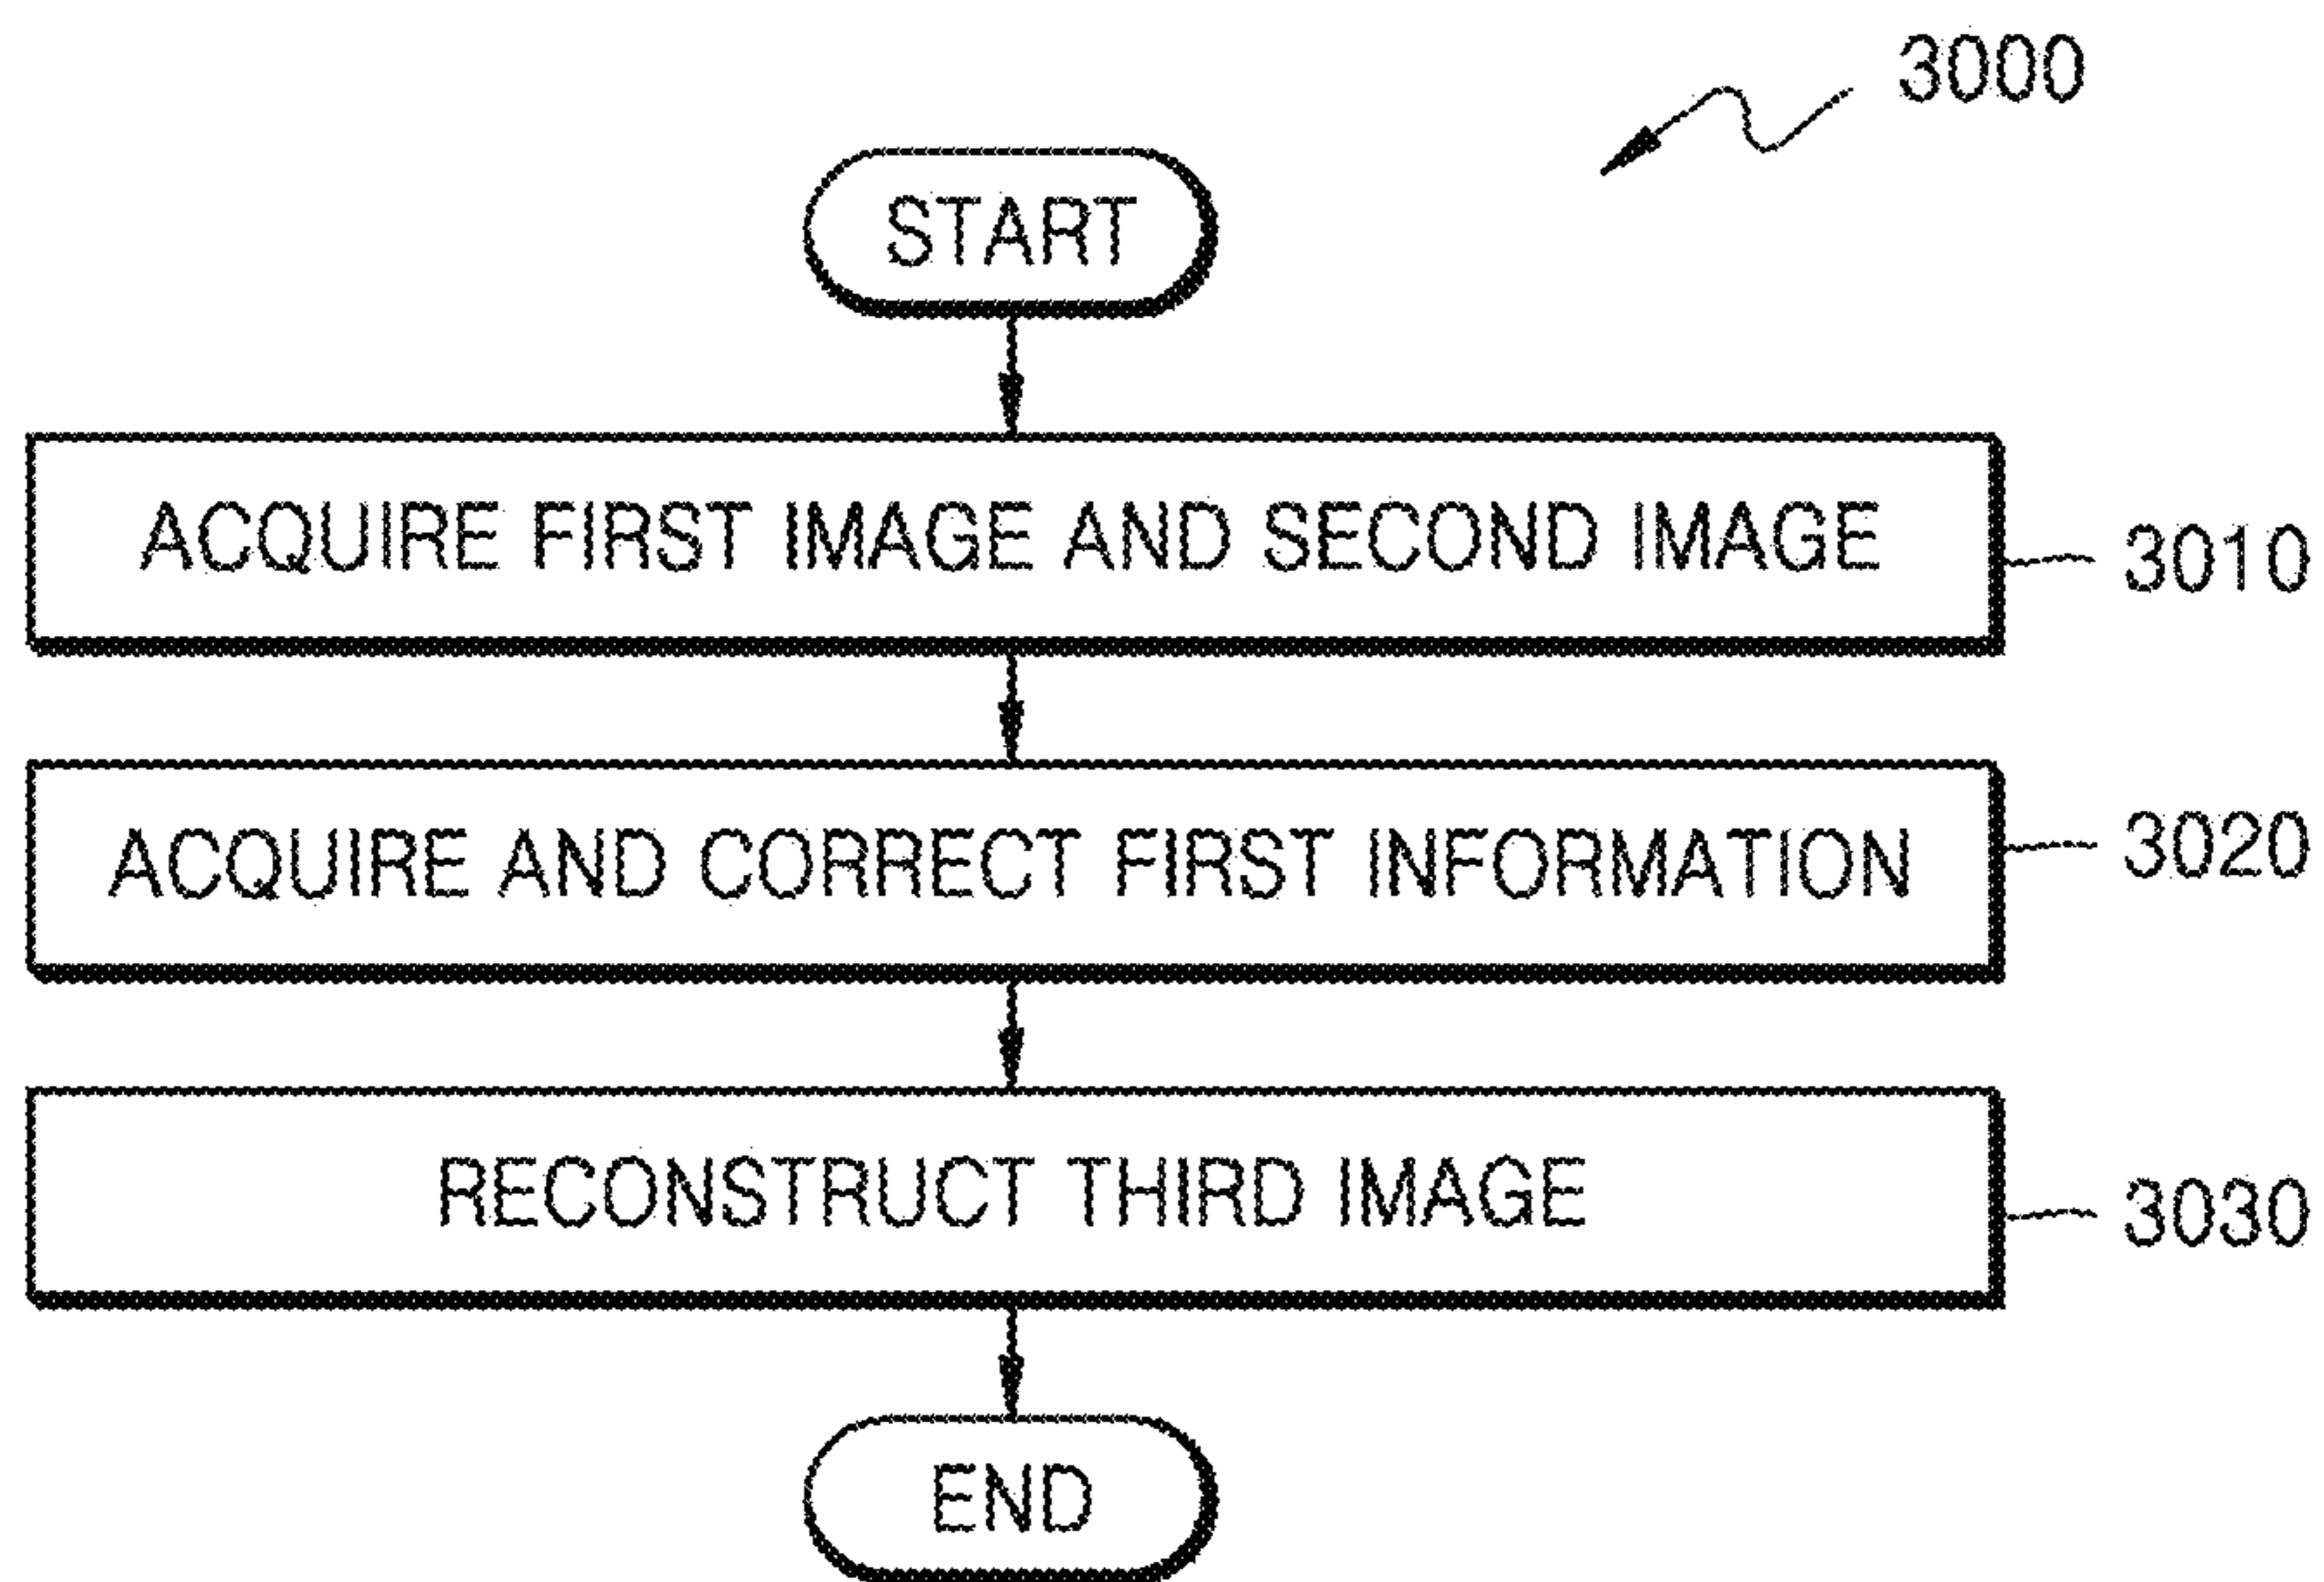 3000
START
ACQUIRE FIRST IMAGE AND SECOND IMAGE
3010
ACQUIRE AND CORRECT FIRST INFORMATION
3020
RECONSTRUCT THIRD IMAGE
3030
END